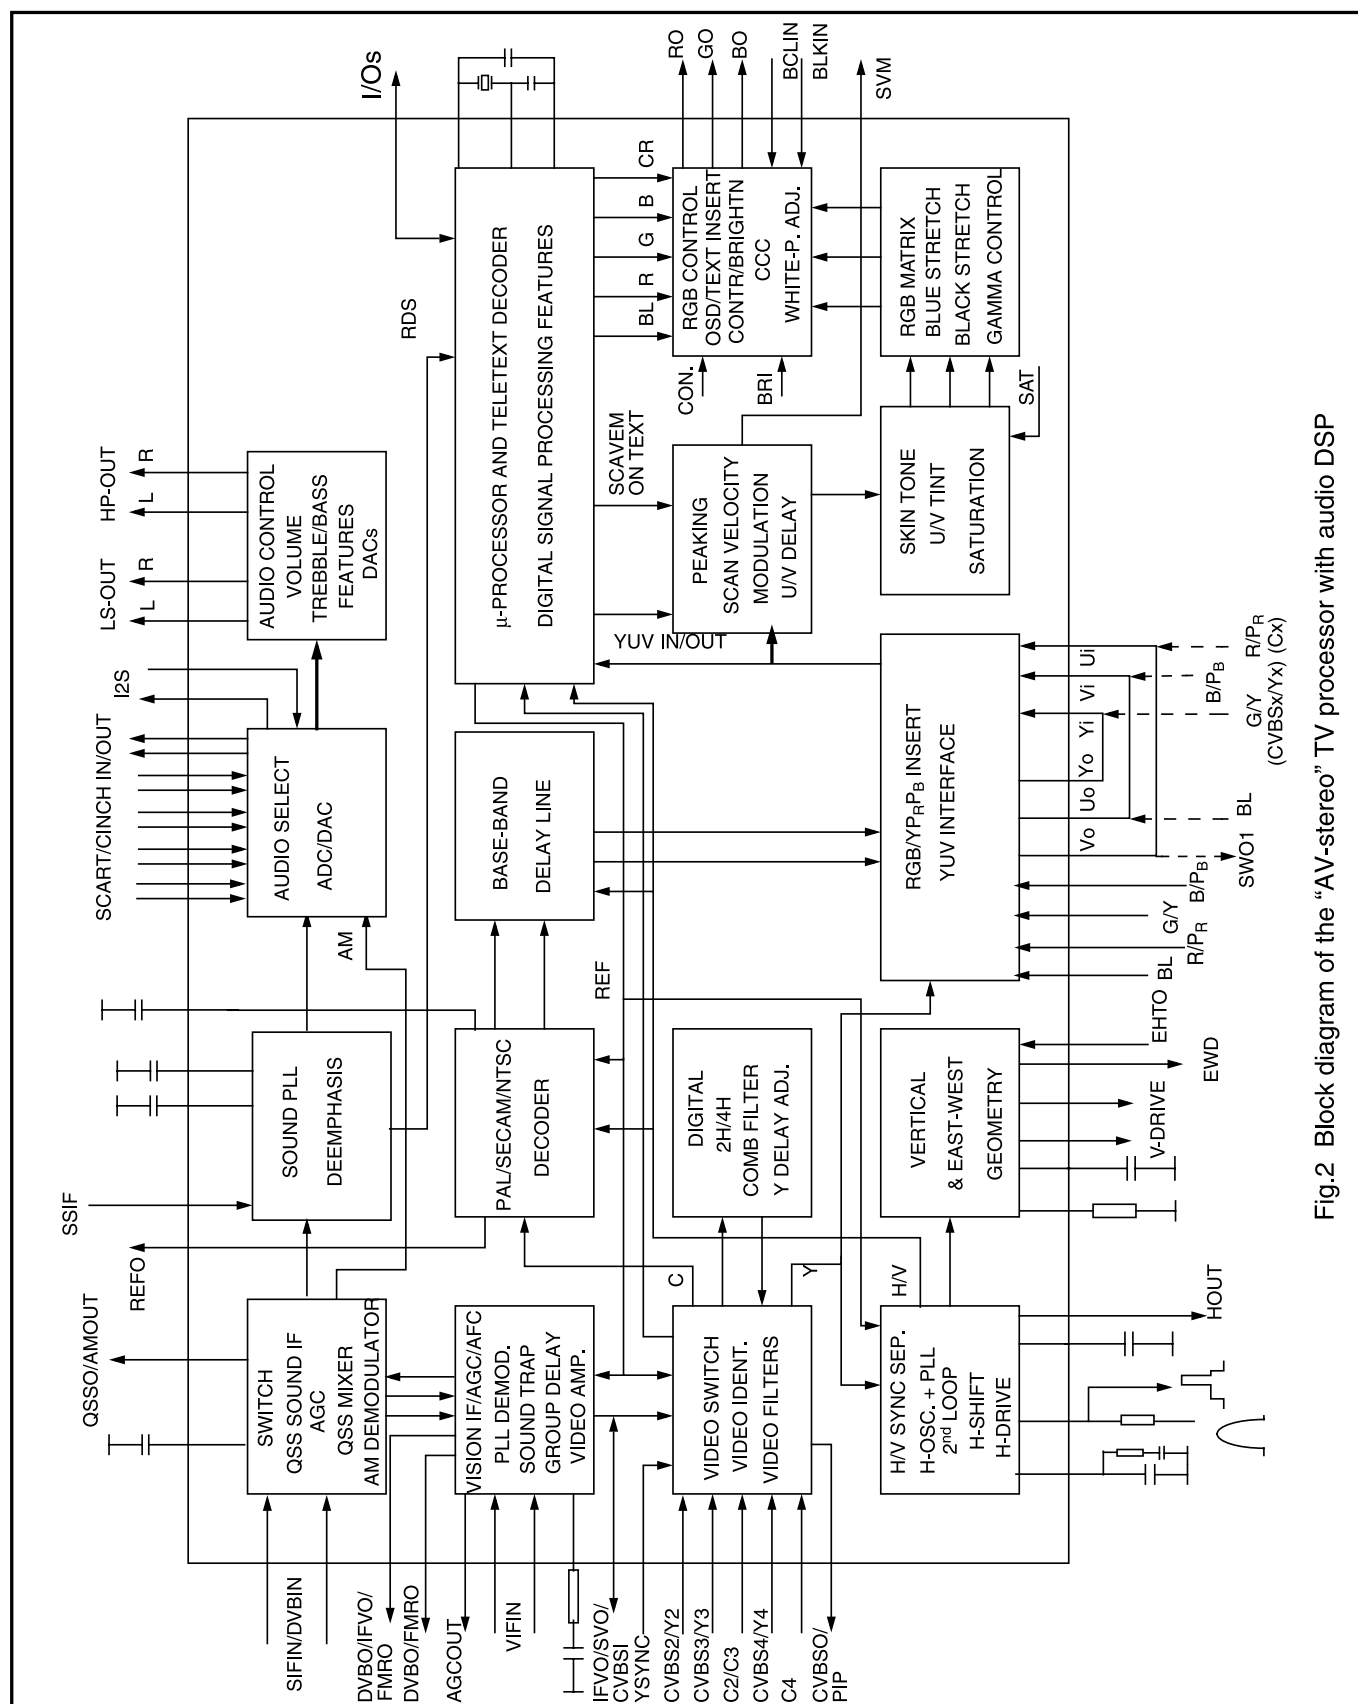 QSSO/AMOUT
REFO
SSIF
SCART/CINCH IN/OUT
I2S
LS-OUT
L
R
HP-OUT
L
R
I/Os
SWITCH
QSS SOUND IF
AGC
QSS MIXER
AM DEMODULATOR
SOUND PLL
DEEMPHASIS
AM
AUDIO SELECT
ADC/DAC
AUDIO CONTROL
VOLUME
TREBBLE/BASS
FEATURES
DACs
RDS
SIFIN/DVBIN
DVBO/IFVO/
FMRO
DVBO/FMRO
AGCOUT
VIFIN
IFVO/SVO/
CVBSI
YSYNC
CVBS2/Y2
CVBS3/Y3
C2/C3
CVBS4/Y4
C4
CVBSO/
PIP
VISION IF/AGC/AFC
PLL DEMOD.
SOUND TRAP
GROUP DELAY
VIDEO AMP.
PAL/SECAM/NTSC
DECODER
BASE-BAND
DELAY LINE
μ-PROCESSOR AND TELETEXT DECODER
DIGITAL SIGNAL PROCESSING FEATURES
REF
C
VIDEO SWITCH
VIDEO IDENT.
VIDEO FILTERS
DIGITAL
2H/4H
COMB FILTER
Y DELAY ADJ.
Y
H/V
YUV IN/OUT
SCAVEM
ON TEXT
BL
R
G
B
CR
PEAKING
SCAN VELOCITY
MODULATION
U/V DELAY
CON.
BRI
RGB CONTROL
OSD/TEXT INSERT
CONTR/BRIGHTN
CCC
WHITE-P. ADJ.
RO
GO
BO
BCLIN
BLKIN
SVM
H/V SYNC SEP.
H-OSC. + PLL
2nd LOOP
H-SHIFT
H-DRIVE
VERTICAL
& EAST-WEST
GEOMETRY
RGB/YPRPB INSERT
YUV INTERFACE
SKIN TONE
U/V TINT
SATURATION
SAT
RGB MATRIX
BLUE STRETCH
BLACK STRETCH
GAMMA CONTROL
Vo
Uo
Yo
Yi
Vi
Ui
HOUT
V-DRIVE
EWD
EHTO
BL
R/PR
G/Y
B/PB
SWO1
BL
G/Y
(CVBSx/Yx)
B/PB
R/PR
(Cx)
Fig.2 Block diagram of the “AV-stereo” TV processor with audio DSP